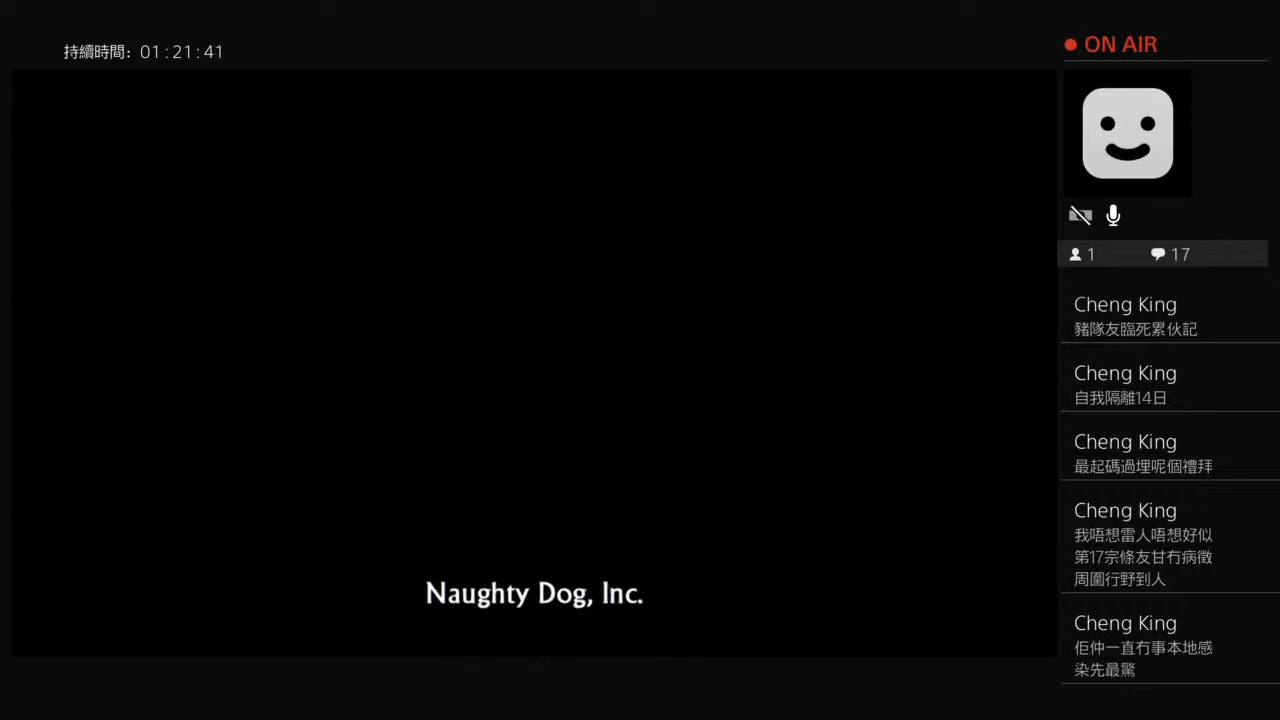 持續時間: 01:21:41
ON AIR
1 17
Cheng King
豬隊友臨死累伙記
Cheng King
自我隔離14日
Cheng King
最起碼過埋呢個禮拜
Cheng King
我唔想雷人唔想好似
第17宗條友甘冇病徵
周圍行野到人
Cheng King
佢仲一直冇事本地感
染先最驚
Naughty Dog, Inc.